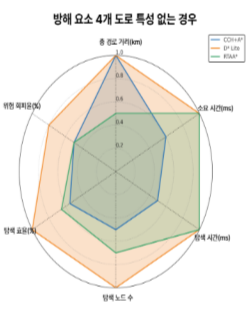 방해 요소 4개 도로 특성 없는 경우
CCH+A*
D* Lite
RTAA*
총 경로 거리(km)
1.0
0.8
0.6
0.4
0.2
위험 회피율(%)
소요 시간(ms)
탐색 효율(%)
탐색 시간(ms)
탐색 노드 수